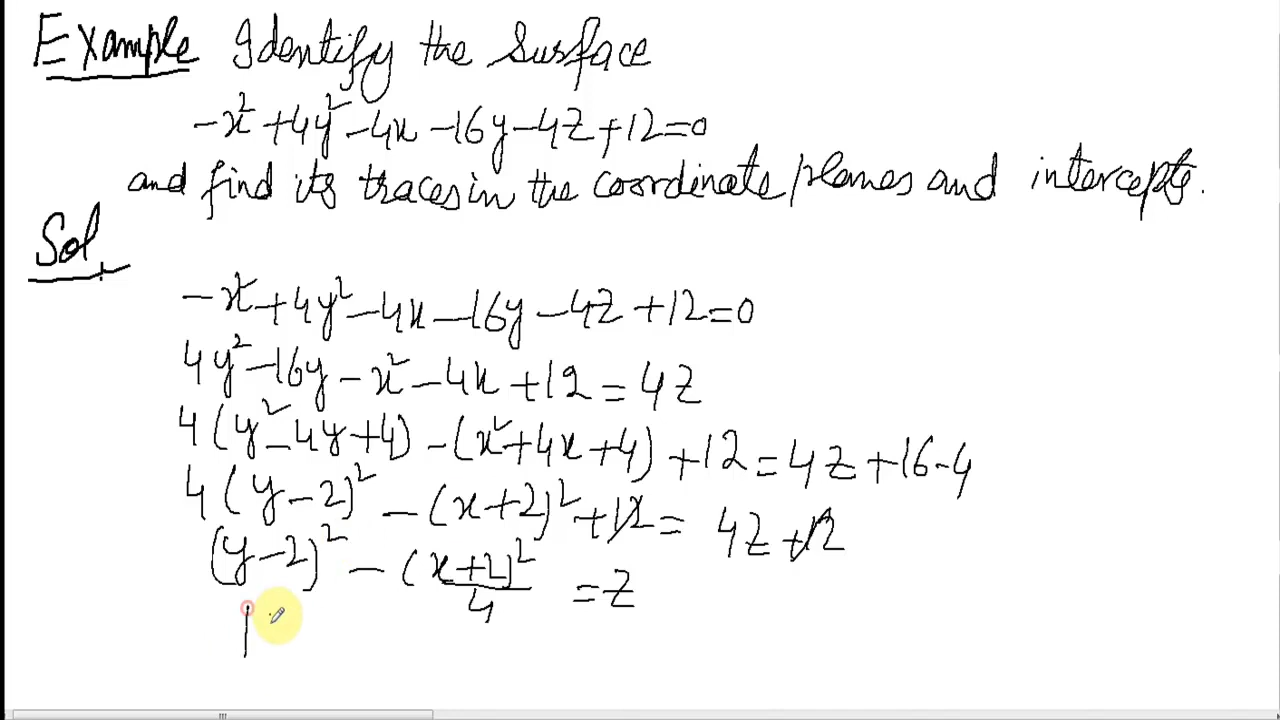 Example Identify the Surface
-x² + 4y² - 4x - 16y - 4z + 12 = 0
and find its traces in the coordinate planes and intercepts.
Sol.
-x² + 4y² - 4x - 16y - 4z + 12 = 0
4y² - 16y - x² - 4x + 12 = 4z
4(y² - 4y + 4) - (x² + 4x + 4) + 12 = 4z + 16 - 4
4(y - 2)² - (x + 2)² + 12 = 4z + 12
(y - 2)² - (x + 2)²/4 = z